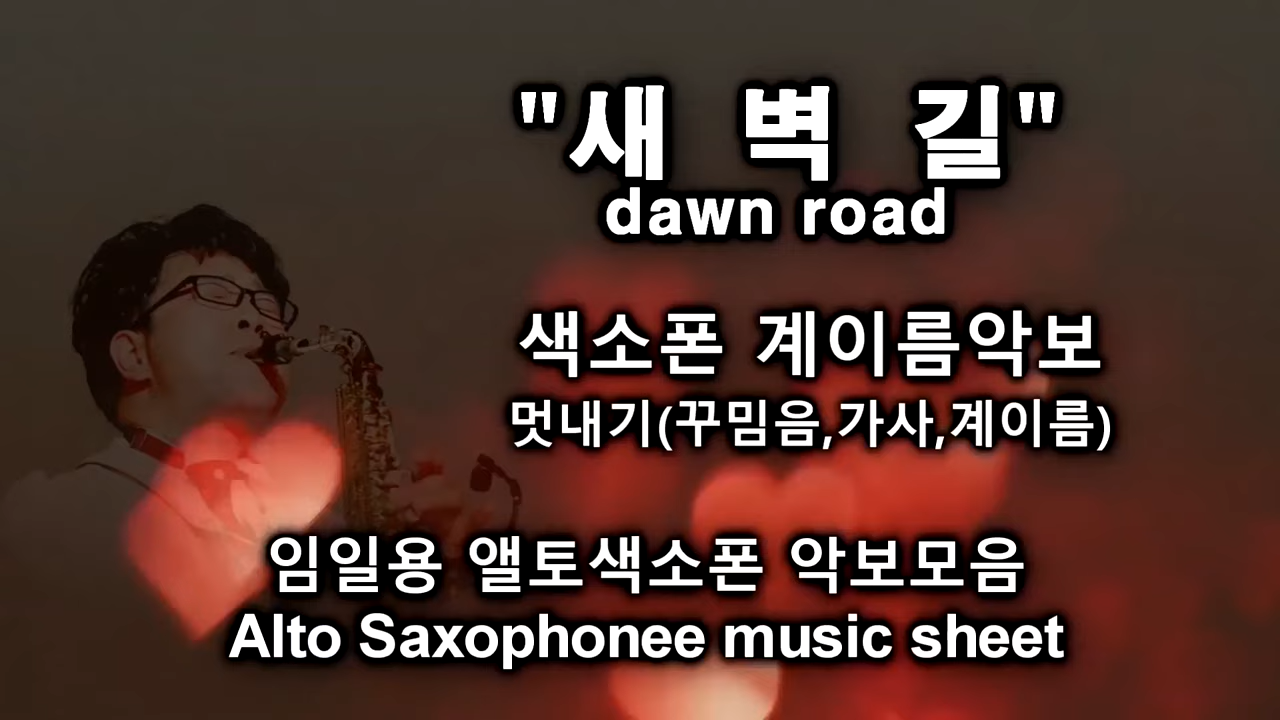 "새 벽 길"
dawn road
색소폰 계이름악보
멋내기(꾸밈음,가사,계이름)
임일용 앨토색소폰 악보모음
Alto Saxophonee music sheet